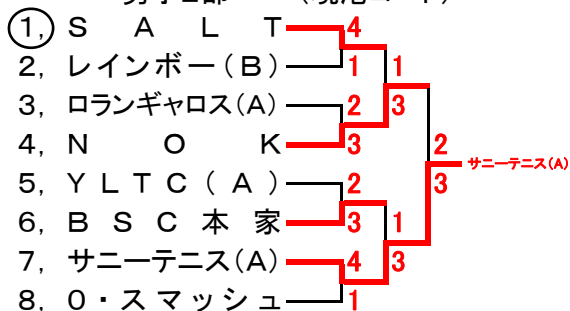 ①, S A L T 4
2, レインボー(B) 1 1
3, ロランギャロス(A) 2 3
4, N O K 3 2
サニーテニス(A)
5, YLTC(A) 2 3
6, BSC本家 3 1
7, サニーテニス(A) 4 3
8, O・スマッシュ 1